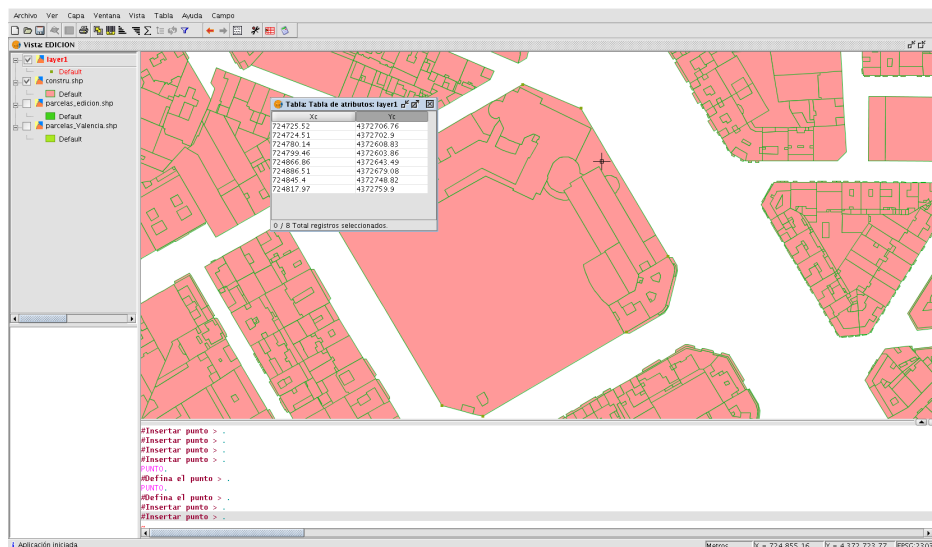 Archivo Ver Capa Ventana Vista Tabla Ayuda Campo
Vista: EDICION
layer1
Default
constru.shp
Default
parcelas_edicion.shp
Default
parcelas_Valencia.shp
Default
Tabla: Tabla de atributos: layer1
Xc Yc
724725.52 4372706.76
724724.51 4372702.9
724780.14 4372608.83
724799.46 4372603.86
724866.86 4372643.49
724886.51 4372679.08
724845.4 4372748.82
724817.97 4372759.9
0 / 8 Total registros seleccionados.
#Insertar punto > .
#Insertar punto > .
#Insertar punto > .
#Insertar punto > .
PUNTO.
#Defina el punto > .
PUNTO.
#Defina el punto > .
#Insertar punto > .
#Insertar punto > .
Aplicación iniciada
Metros X = 724.855,16 Y = 4.372.723,77